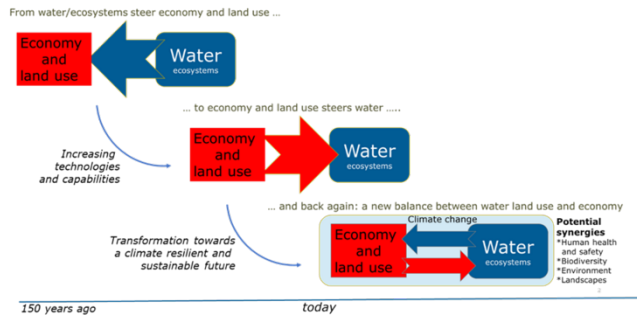 From water/ecosystems steer economy and land use ...
Economy
and
land use
Water
ecosystems
... to economy and land use steers water .....
Increasing
technologies
and capabilities
Economy
and
land use
Water
ecosystems
... and back again: a new balance between water land use and economy
Transformation towards
a climate resilient and
sustainable future
Climate change
Economy
and
land use
Water
ecosystems
Potential
synergies
*Human health
and safety
*Biodiversity
*Environment
*Landscapes
150 years ago
today